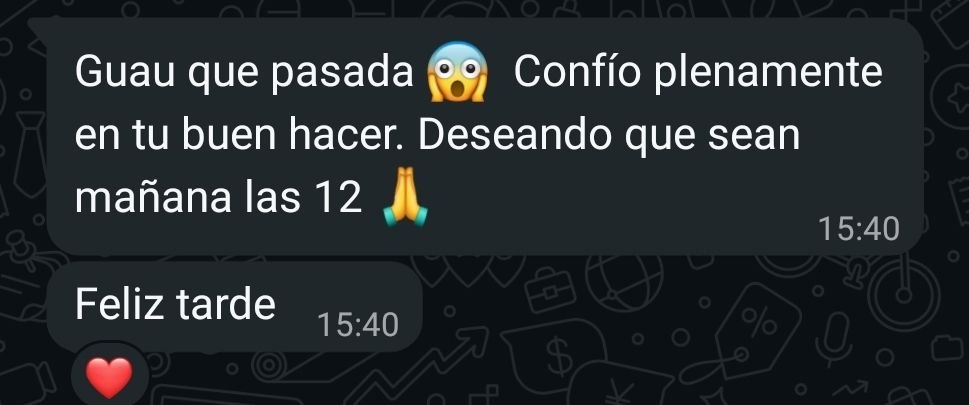 Guau que pasada 😱 Confío plenamente
en tu buen hacer. Deseando que sean
mañana las 12 🙏
15:40
Feliz tarde 15:40